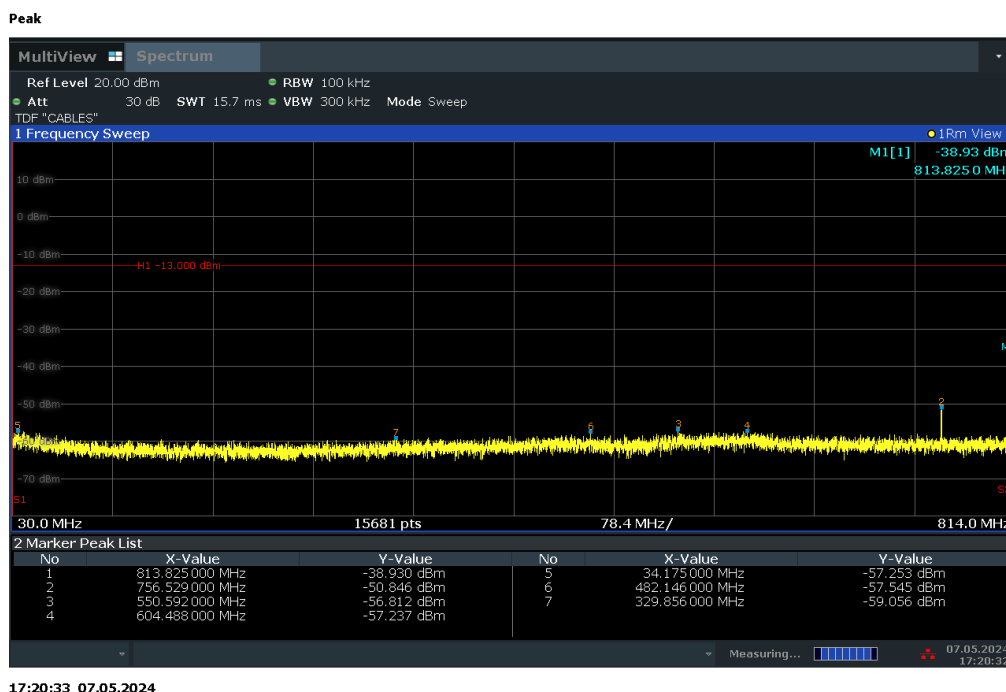 Peak
MultiView Spectrum
Ref Level 20.00 dBm RBW 100 kHz
Att 30 dB SWT 15.7 ms VBW 300 kHz Mode Sweep
TDF "CABLES"
1 Frequency Sweep 1Rm View
M1[1] -38.93 dBm
813.825 0 MH
10 dBm
0 dBm
-10 dBm
H1 -13.000 dBm
-20 dBm
-30 dBm
-40 dBm
-50 dBm
2
5
7 6 3 4
-70 dBm
S1
30.0 MHz 15681 pts 78.4 MHz/ 814.0 MHz
2 Marker Peak List
No X-Value Y-Value No X-Value Y-Value
1 813.825 000 MHz -38.930 dBm 5 34.175 000 MHz -57.253 dBm
2 756.529 000 MHz -50.846 dBm 6 482.146 000 MHz -57.545 dBm
3 550.592 000 MHz -56.812 dBm 7 329.856 000 MHz -59.056 dBm
4 604.488 000 MHz -57.237 dBm
Measuring... 07.05.2024
17:20:32
17:20:33 07.05.2024